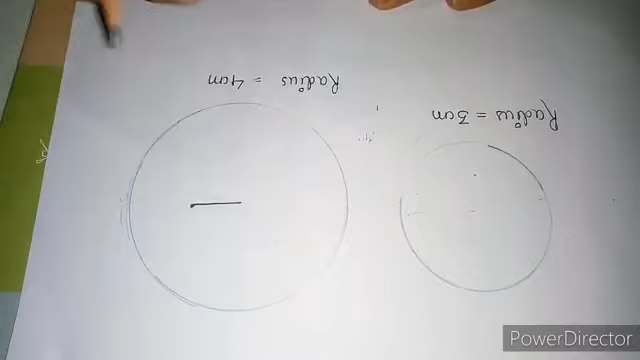 Radius = 4cm
Radius = 3cm
PowerDirector